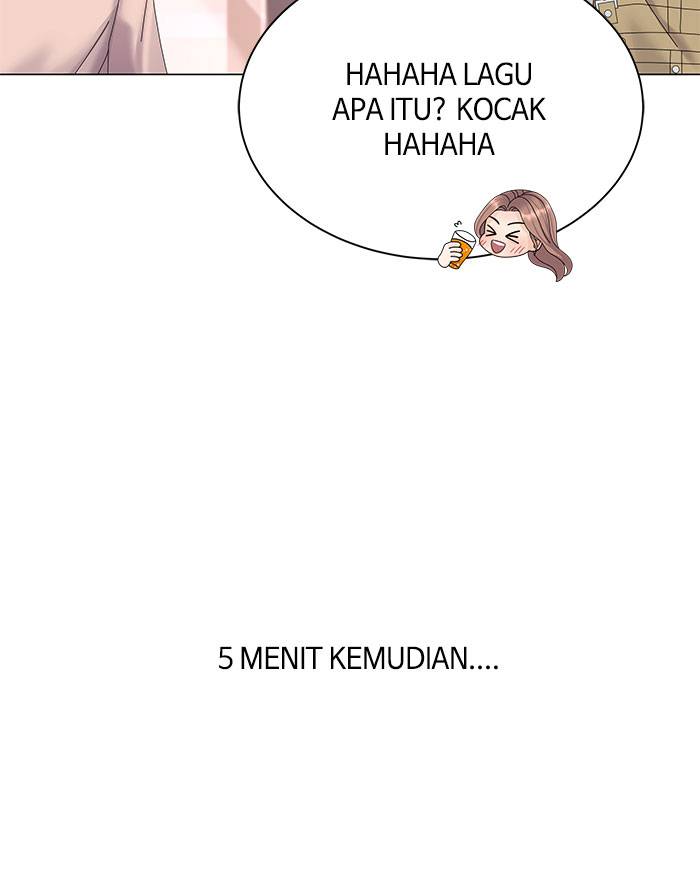 HAHAHA LAGU
APA ITU? KOCAK
HAHAHA
5 MENIT KEMUDIAN....